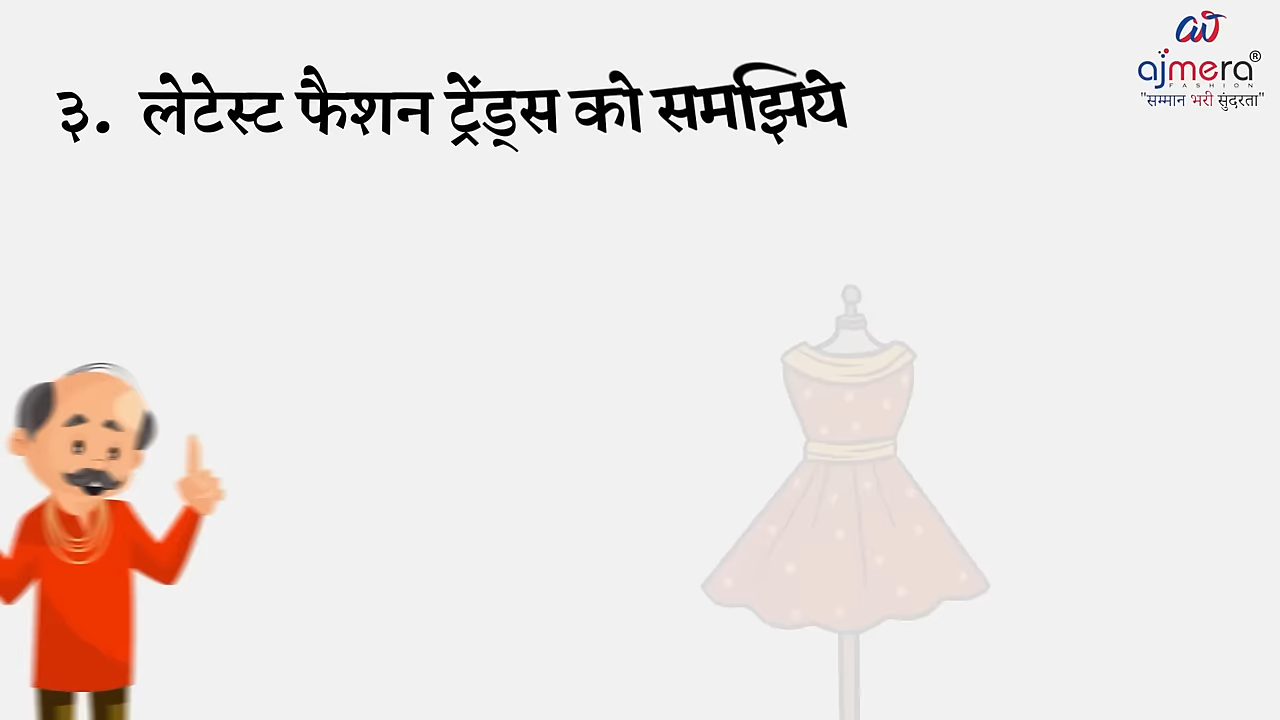 ३. लेटेस्ट फैशन ट्रेंड्स को समझिये
ajmera®
FASHION
"सम्मान भरी सुंदरता"